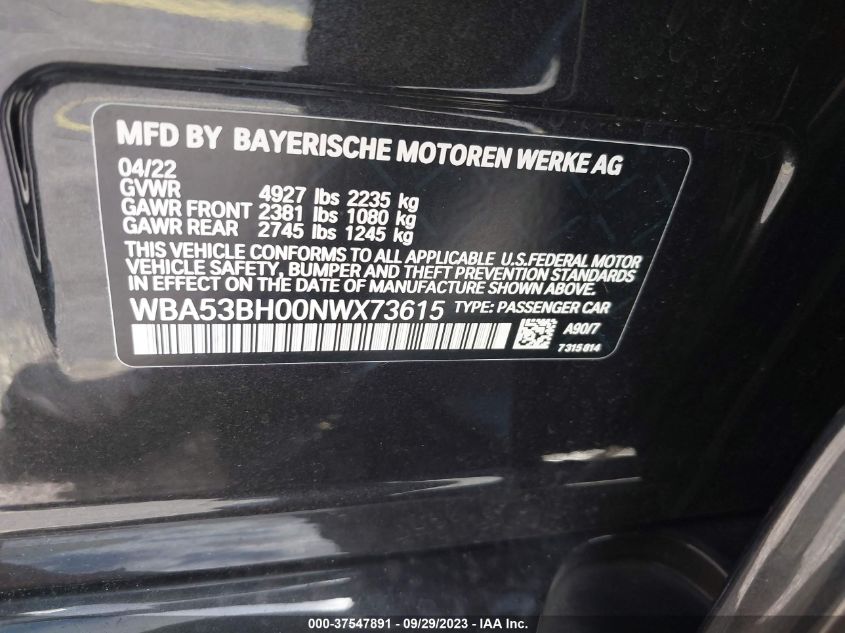 MFD BY BAYERISCHE MOTOREN WERKE AG
04/22
GVWR 4927 lbs 2235 kg
GAWR FRONT 2381 lbs 1080 kg
GAWR REAR 2745 lbs 1245 kg
THIS VEHICLE CONFORMS TO ALL APPLICABLE U.S.FEDERAL MOTOR
VEHICLE SAFETY, BUMPER AND THEFT PREVENTION STANDARDS
IN EFFECT ON THE DATE OF MANUFACTURE SHOWN ABOVE.
WBA53BH00NWX73615 TYPE: PASSENGER CAR
A90/7
7315814
000-37547891 - 09/29/2023 - IAA Inc.